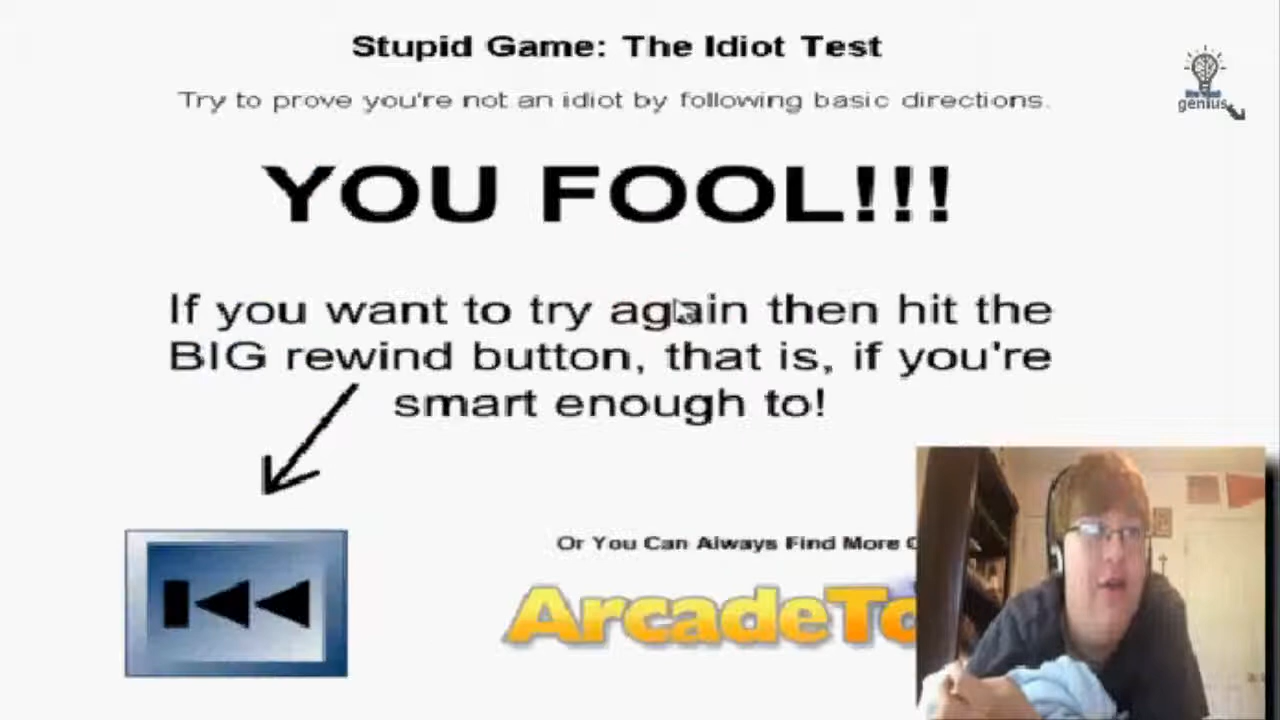 Stupid Game: The Idiot Test
Try to prove you're not an idiot by following basic directions.
genius
YOU FOOL!!!
If you want to try again then hit the
BIG rewind button, that is, if you're
smart enough to!
Or You Can Always Find More
ArcadeTo